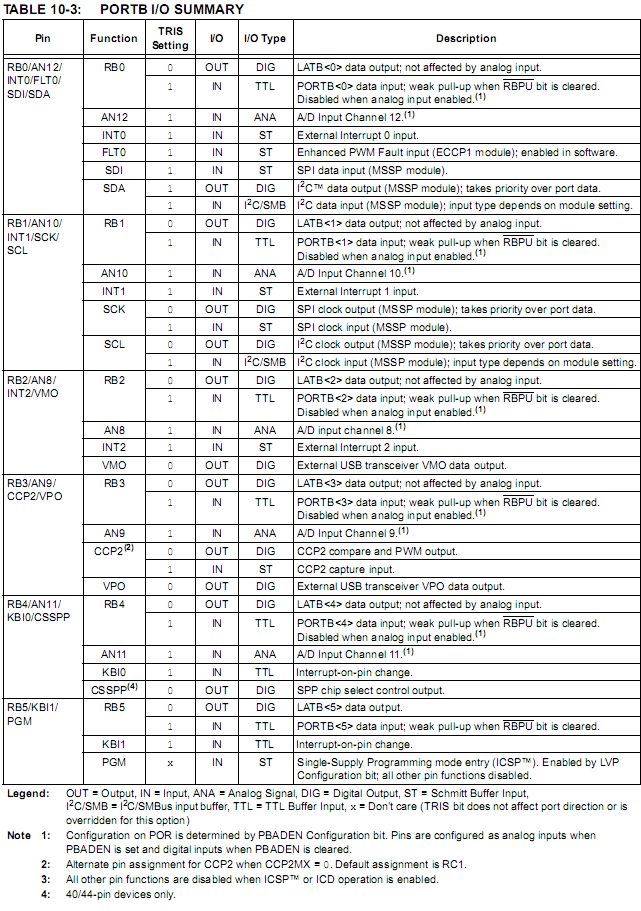 TABLE 10-3: PORTB I/O SUMMARY
Pin Function TRIS Setting I/O I/O Type Description
RB0/AN12/INT0/FLT0/SDI/SDA RB0 0 OUT DIG LATB<0> data output; not affected by analog input.
1 IN TTL PORTB<0> data input; weak pull-up when RBPU bit is cleared. Disabled when analog input enabled.(1)
AN12 1 IN ANA A/D Input Channel 12.(1)
INT0 1 IN ST External Interrupt 0 input.
FLT0 1 IN ST Enhanced PWM Fault input (ECCP1 module); enabled in software.
SDI 1 IN ST SPI data input (MSSP module).
SDA 1 OUT DIG I2C™ data output (MSSP module); takes priority over port data.
1 IN I2C/SMB I2C data input (MSSP module); input type depends on module setting.
RB1/AN10/INT1/SCK/SCL RB1 0 OUT DIG LATB<1> data output; not affected by analog input.
1 IN TTL PORTB<1> data input; weak pull-up when RBPU bit is cleared. Disabled when analog input enabled.(1)
AN10 1 IN ANA A/D Input Channel 10.(1)
INT1 1 IN ST External Interrupt 1 input.
SCK 0 OUT DIG SPI clock output (MSSP module); takes priority over port data.
1 IN ST SPI clock input (MSSP module).
SCL 0 OUT DIG I2C clock output (MSSP module); takes priority over port data.
1 IN I2C/SMB I2C clock input (MSSP module); input type depends on module setting.
RB2/AN8/INT2/VMO RB2 0 OUT DIG LATB<2> data output; not affected by analog input.
1 IN TTL PORTB<2> data input; weak pull-up when RBPU bit is cleared. Disabled when analog input enabled.(1)
AN8 1 IN ANA A/D input channel 8.(1)
INT2 1 IN ST External Interrupt 2 input.
VMO 0 OUT DIG External USB transceiver VMO data output.
RB3/AN9/CCP2/VPO RB3 0 OUT DIG LATB<3> data output; not affected by analog input.
1 IN TTL PORTB<3> data input; weak pull-up when RBPU bit is cleared. Disabled when analog input enabled.(1)
AN9 1 IN ANA A/D Input Channel 9.(1)
CCP2(2) 0 OUT DIG CCP2 compare and PWM output.
1 IN ST CCP2 capture input.
VPO 0 OUT DIG External USB transceiver VPO data output.
RB4/AN11/KBI0/CSSPP RB4 0 OUT DIG LATB<4> data output; not affected by analog input.
1 IN TTL PORTB<4> data input; weak pull-up when RBPU bit is cleared. Disabled when analog input enabled.(1)
AN11 1 IN ANA A/D Input Channel 11.(1)
KBI0 1 IN TTL Interrupt-on-pin change.
CSSPP(4) 0 OUT DIG SPP chip select control output.
RB5/KBI1/PGM RB5 0 OUT DIG LATB<5> data output.
1 IN TTL PORTB<5> data input; weak pull-up when RBPU bit is cleared.
KBI1 1 IN TTL Interrupt-on-pin change.
PGM x IN ST Single-Supply Programming mode entry (ICSP™). Enabled by LVP Configuration bit; all other pin functions disabled.
Legend: OUT = Output, IN = Input, ANA = Analog Signal, DIG = Digital Output, ST = Schmitt Buffer Input,
I2C/SMB = I2C/SMBus input buffer, TTL = TTL Buffer Input, x = Don't care (TRIS bit does not affect port direction or is
overridden for this option)
Note 1: Configuration on POR is determined by PBADEN Configuration bit. Pins are configured as analog inputs when
PBADEN is set and digital inputs when PBADEN is cleared.
2: Alternate pin assignment for CCP2 when CCP2MX = 0. Default assignment is RC1.
3: All other pin functions are disabled when ICSP™ or ICD operation is enabled.
4: 40/44-pin devices only.